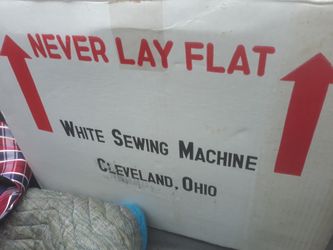 NEVER LAY FLAT
WHITE SEWING MACHINE
CLEVELAND, OHIO